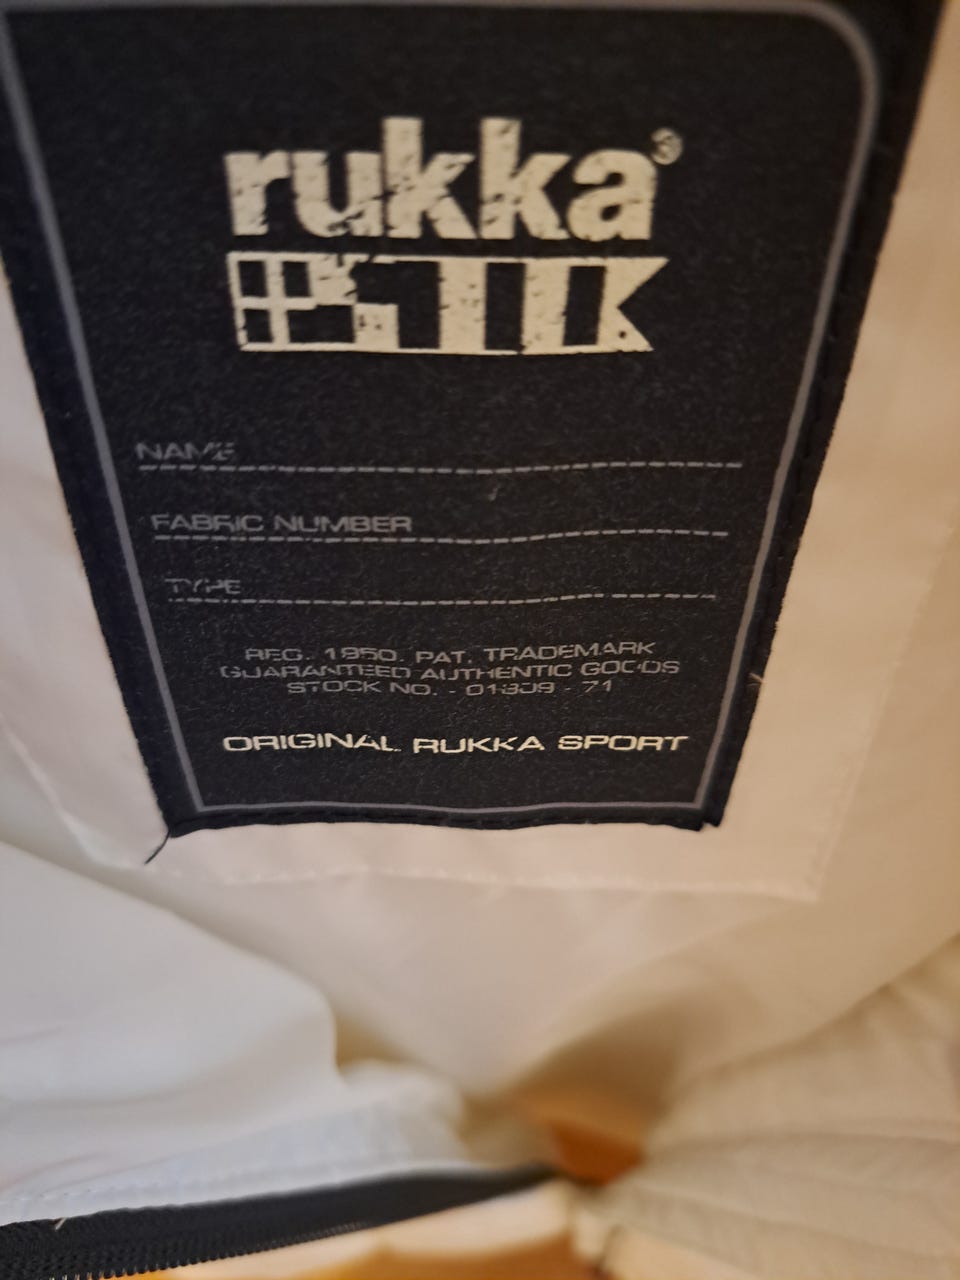 rukka®
NAME
FABRIC NUMBER
TYPE
REG. 1950. PAT. TRADEMARK
GUARANTEED AUTHENTIC GOODS
STOCK NO. - 01309 - 71
ORIGINAL RUKKA SPORT